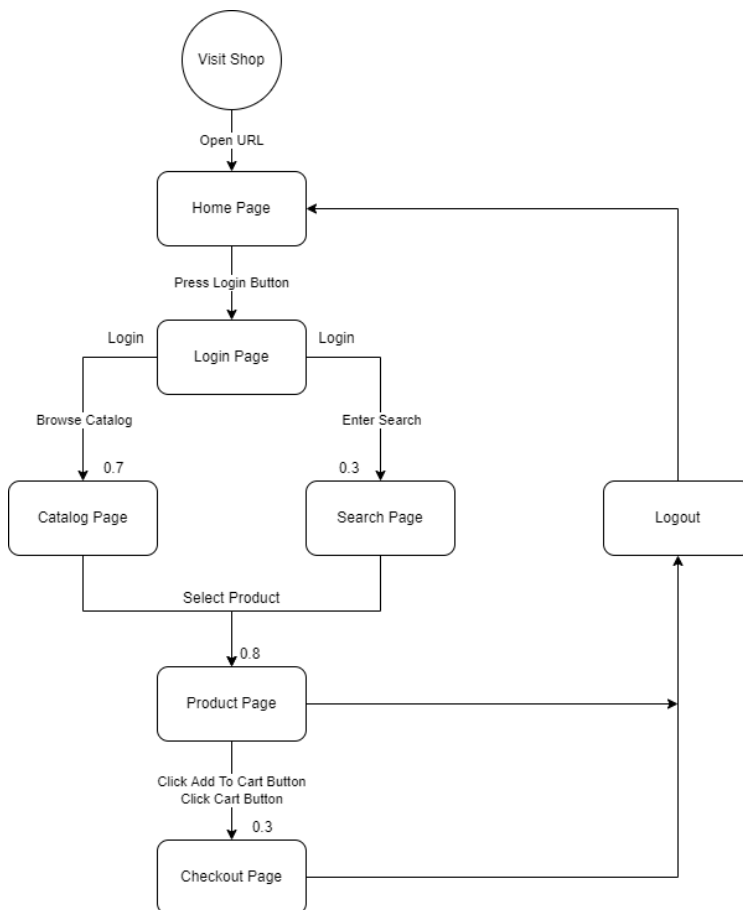 Visit Shop
Open URL
Home Page
Press Login Button
Login
Login
Login Page
Browse Catalog
Enter Search
0.7
0.3
Catalog Page
Search Page
Logout
Select Product
0.8
Product Page
Click Add To Cart Button
Click Cart Button
0.3
Checkout Page